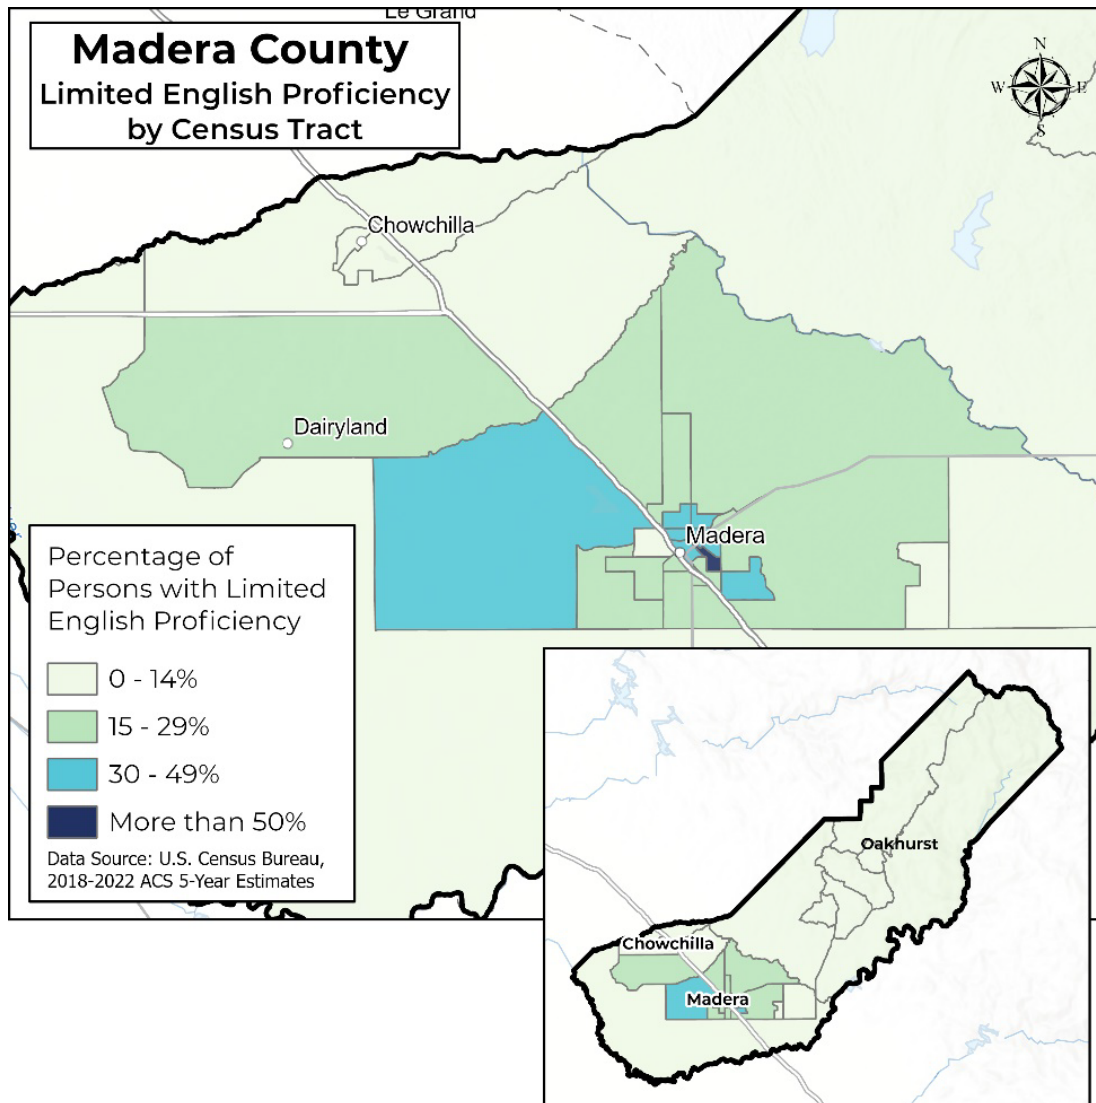 Le Grand
Madera County
Limited English Proficiency
by Census Tract
N
W E
S
Chowchilla
Dairyland
Madera
Percentage of
Persons with Limited
English Proficiency
0 - 14%
15 - 29%
30 - 49%
More than 50%
Data Source: U.S. Census Bureau,
2018-2022 ACS 5-Year Estimates
Oakhurst
Chowchilla
Madera